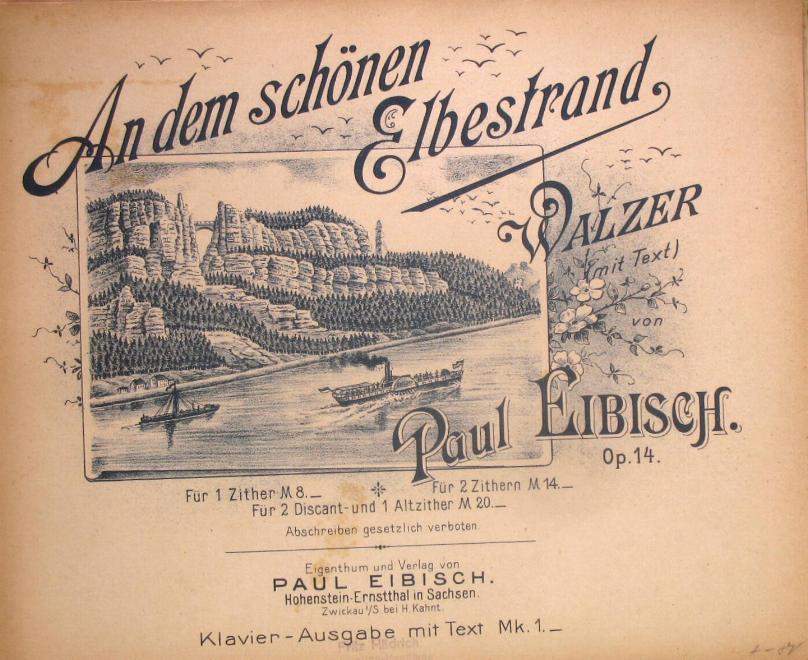 An dem schönen
Elbestrand
WALZER
(mit Text)
von
Paul EIBISCH.
Op. 14.
Für 1 Zither M 8._ Für 2 Zithern M 14._
Für 2 Discant- und 1 Altzither M 20._
Abschreiben gesetzlich verboten.
Eigenthum und Verlag von
PAUL EIBISCH.
Hohenstein-Ernstthal in Sachsen.
Zwickau i/S. bei H. Kahnt.
Klavier-Ausgabe mit Text Mk. 1._
Fritz Hädrich